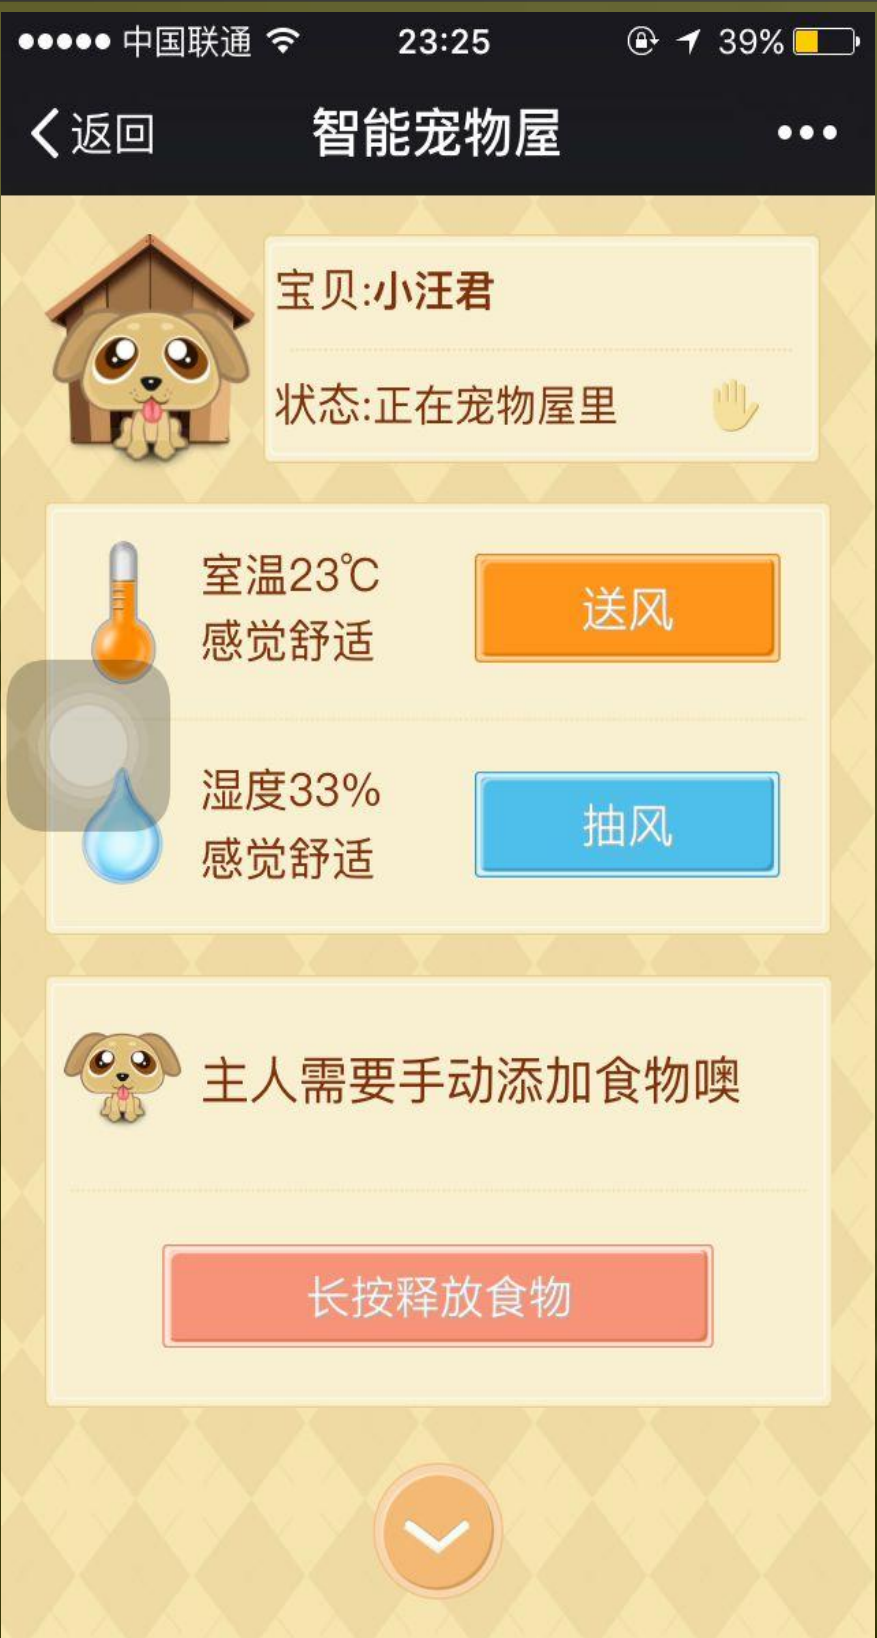 中国联通 23:25 39%
返回 智能宠物屋
宝贝:小汪君
状态:正在宠物屋里
室温23℃
感觉舒适
送风
湿度33%
感觉舒适
抽风
主人需要手动添加食物噢
长按释放食物